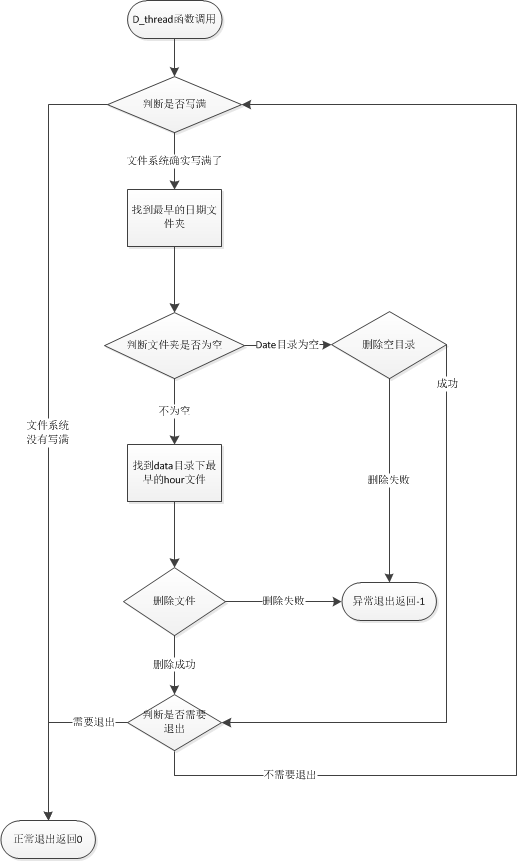 D_thread函数调用
判断是否写满
文件系统确实写满了
找到最早的日期文
件夹
判断文件夹是否为空
Date目录为空
删除空目录
成功
不为空
文件系统
没有写满
找到data目录下最
早的hour文件
删除失败
删除文件
删除失败
异常退出返回-1
删除成功
判断是否需要
退出
需要退出
不需要退出
正常退出返回0